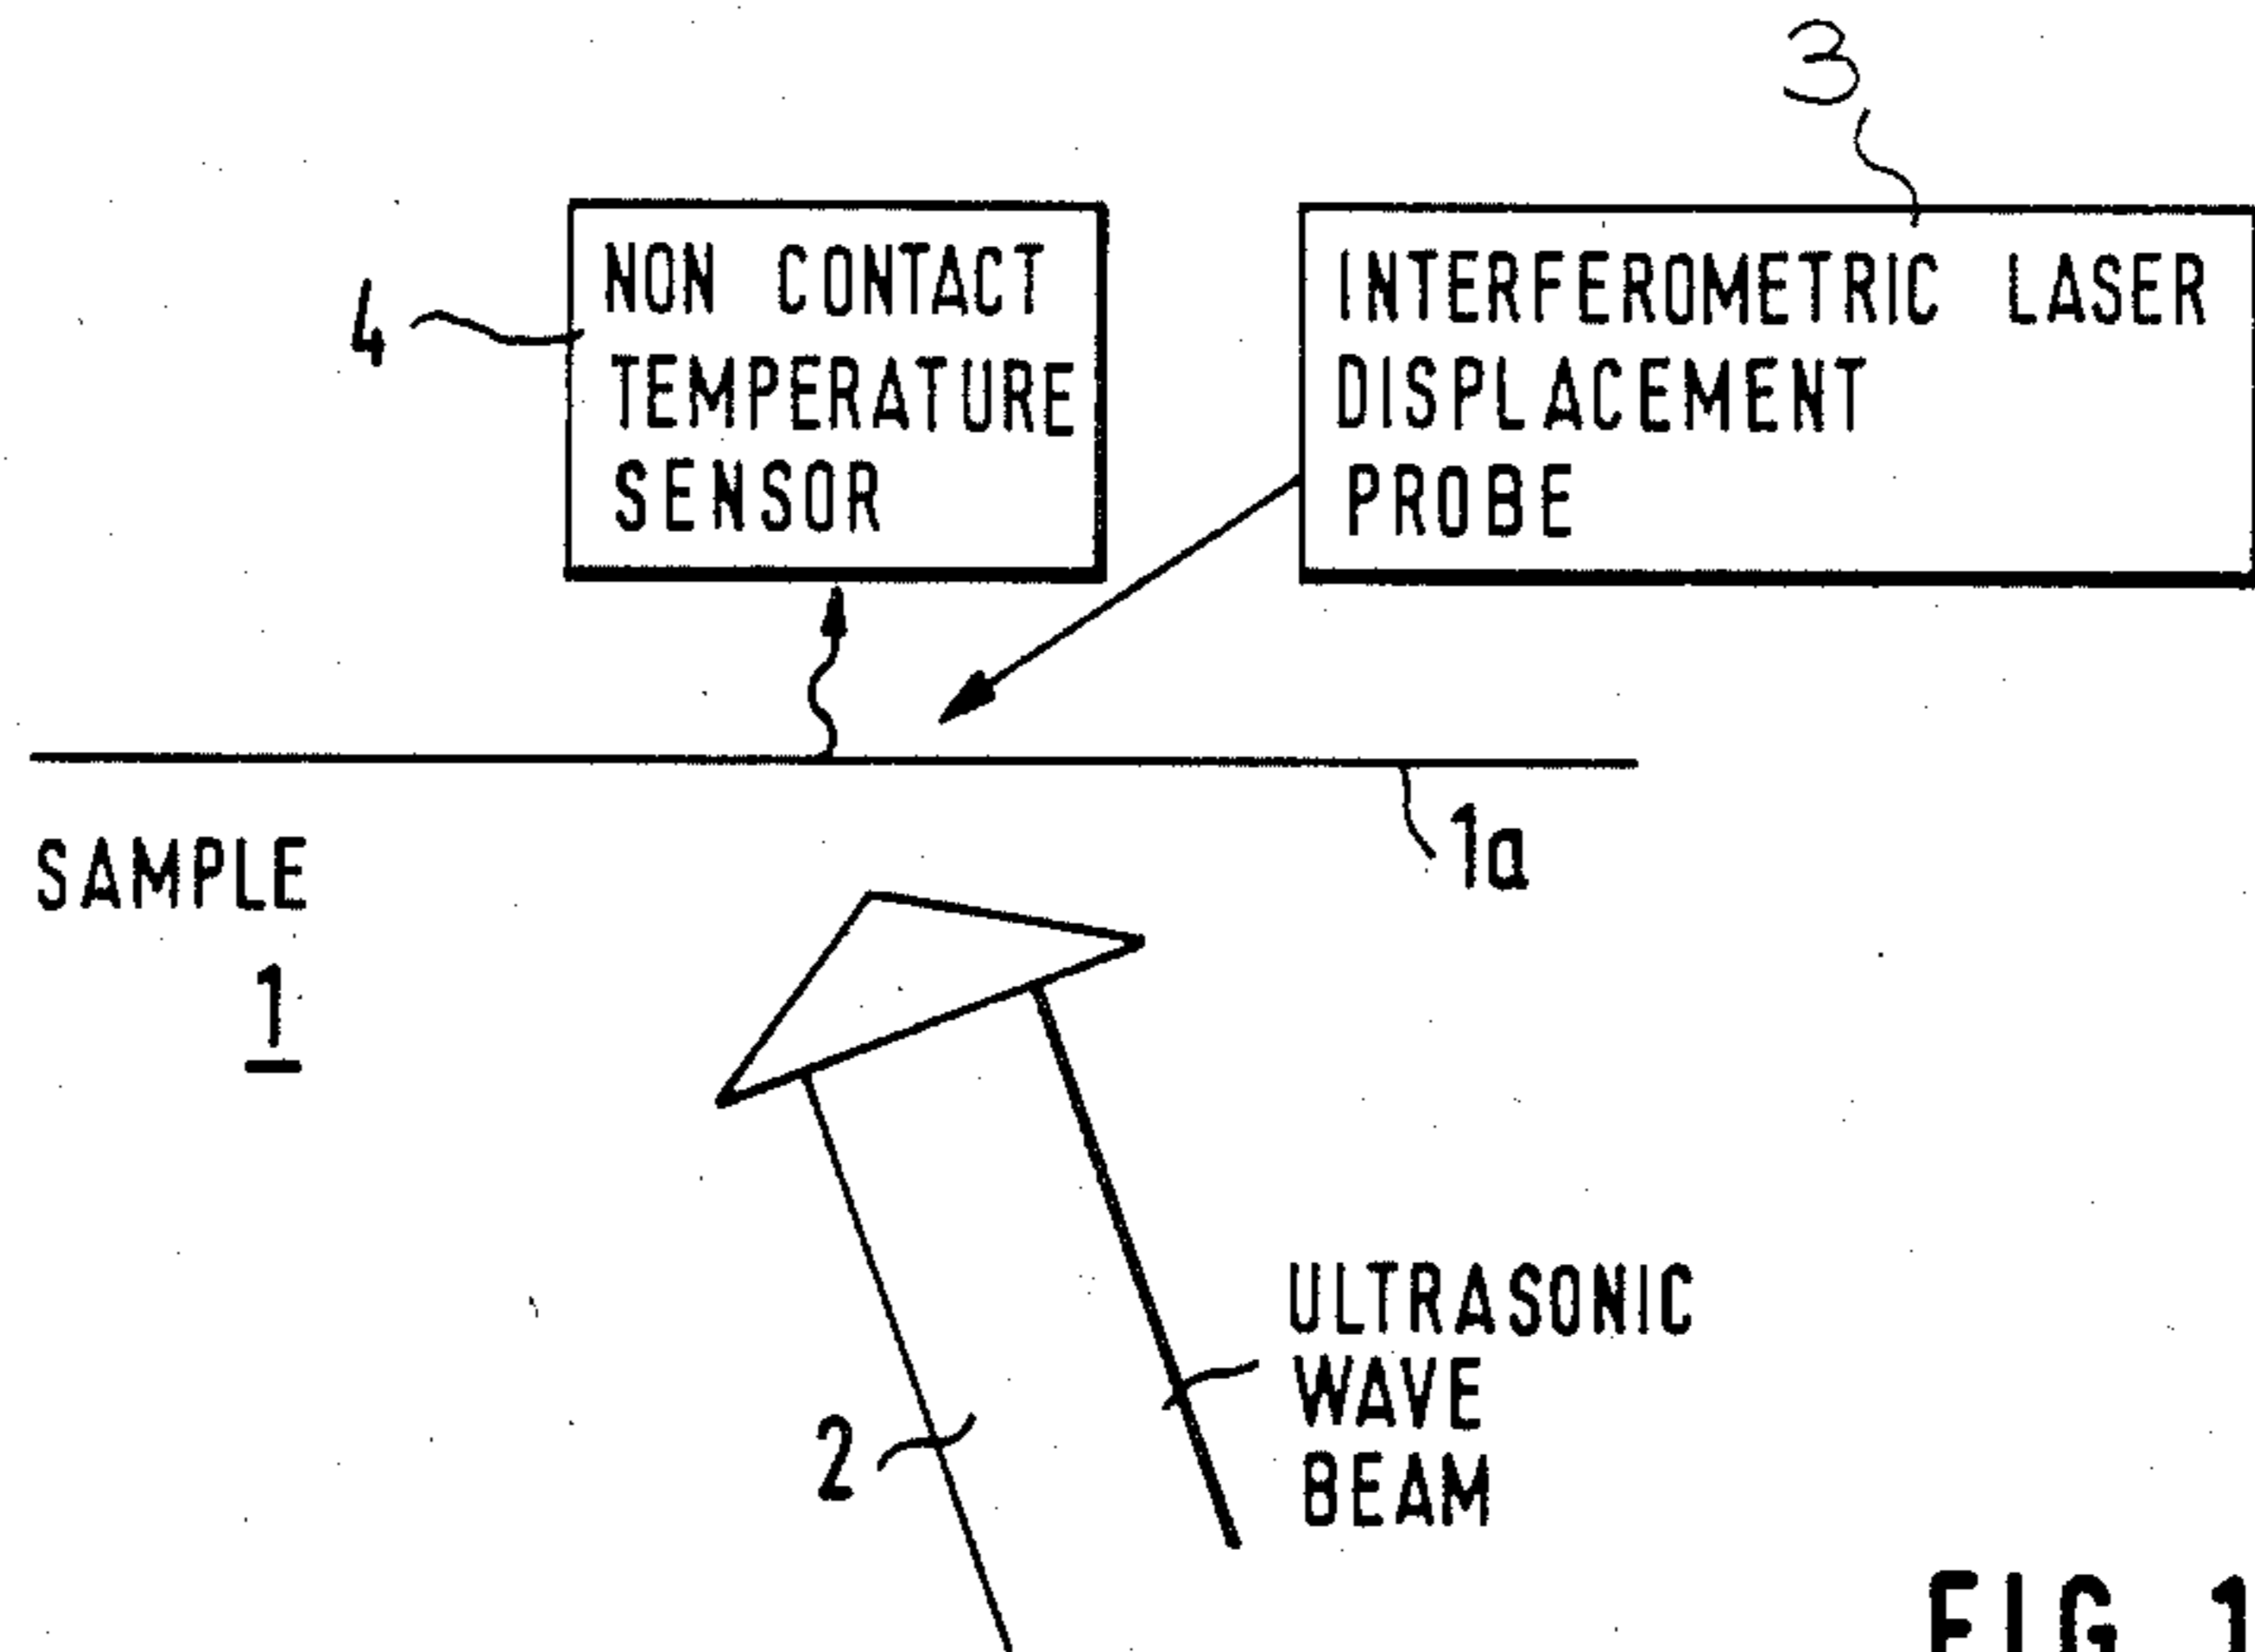 3
NON CONTACT
TEMPERATURE
SENSOR
4
INTERFEROMETRIC LASER
DISPLACEMENT
PROBE
1a
SAMPLE
1
ULTRASONIC
WAVE
BEAM
2
FIG 1